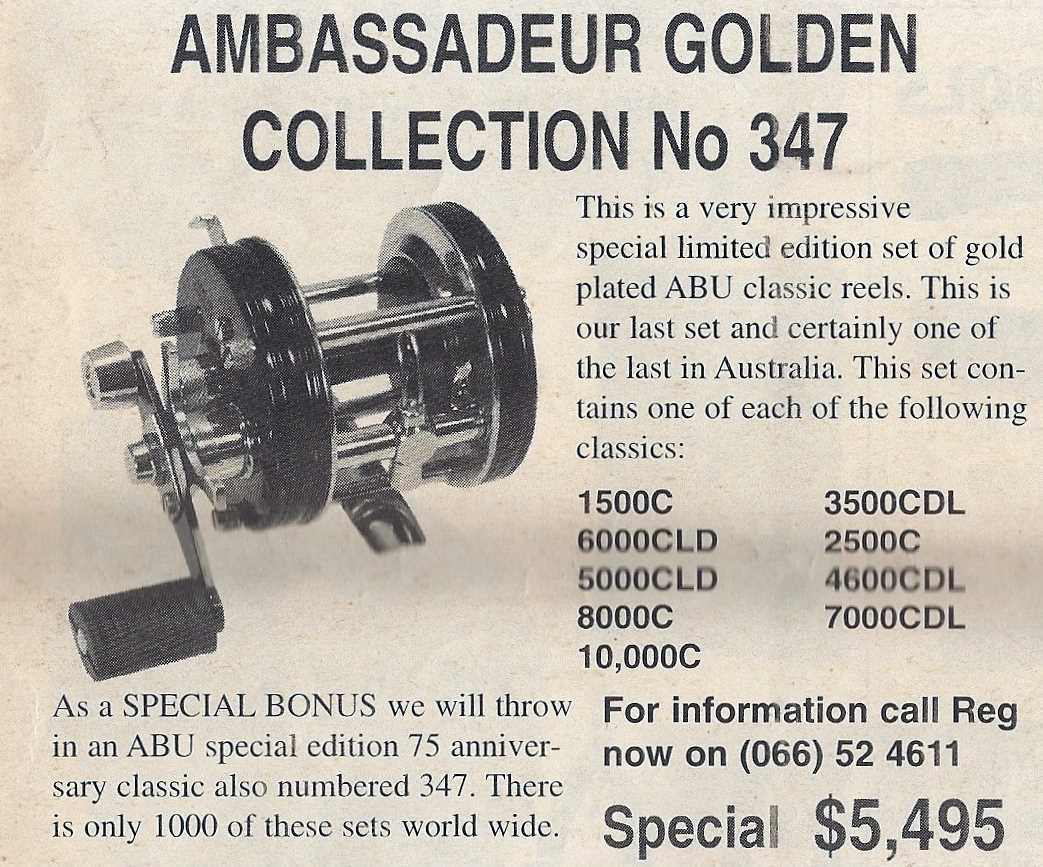 AMBASSADEUR GOLDEN
COLLECTION No 347
This is a very impressive
special limited edition set of gold
plated ABU classic reels. This is
our last set and certainly one of
the last in Australia. This set con-
tains one of each of the following
classics:
1500C 3500CDL
6000CLD 2500C
5000CLD 4600CDL
8000C 7000CDL
10,000C
As a SPECIAL BONUS we will throw
in an ABU special edition 75 anniver-
sary classic also numbered 347. There
is only 1000 of these sets world wide.
For information call Reg
now on (066) 52 4611
Special $5,495